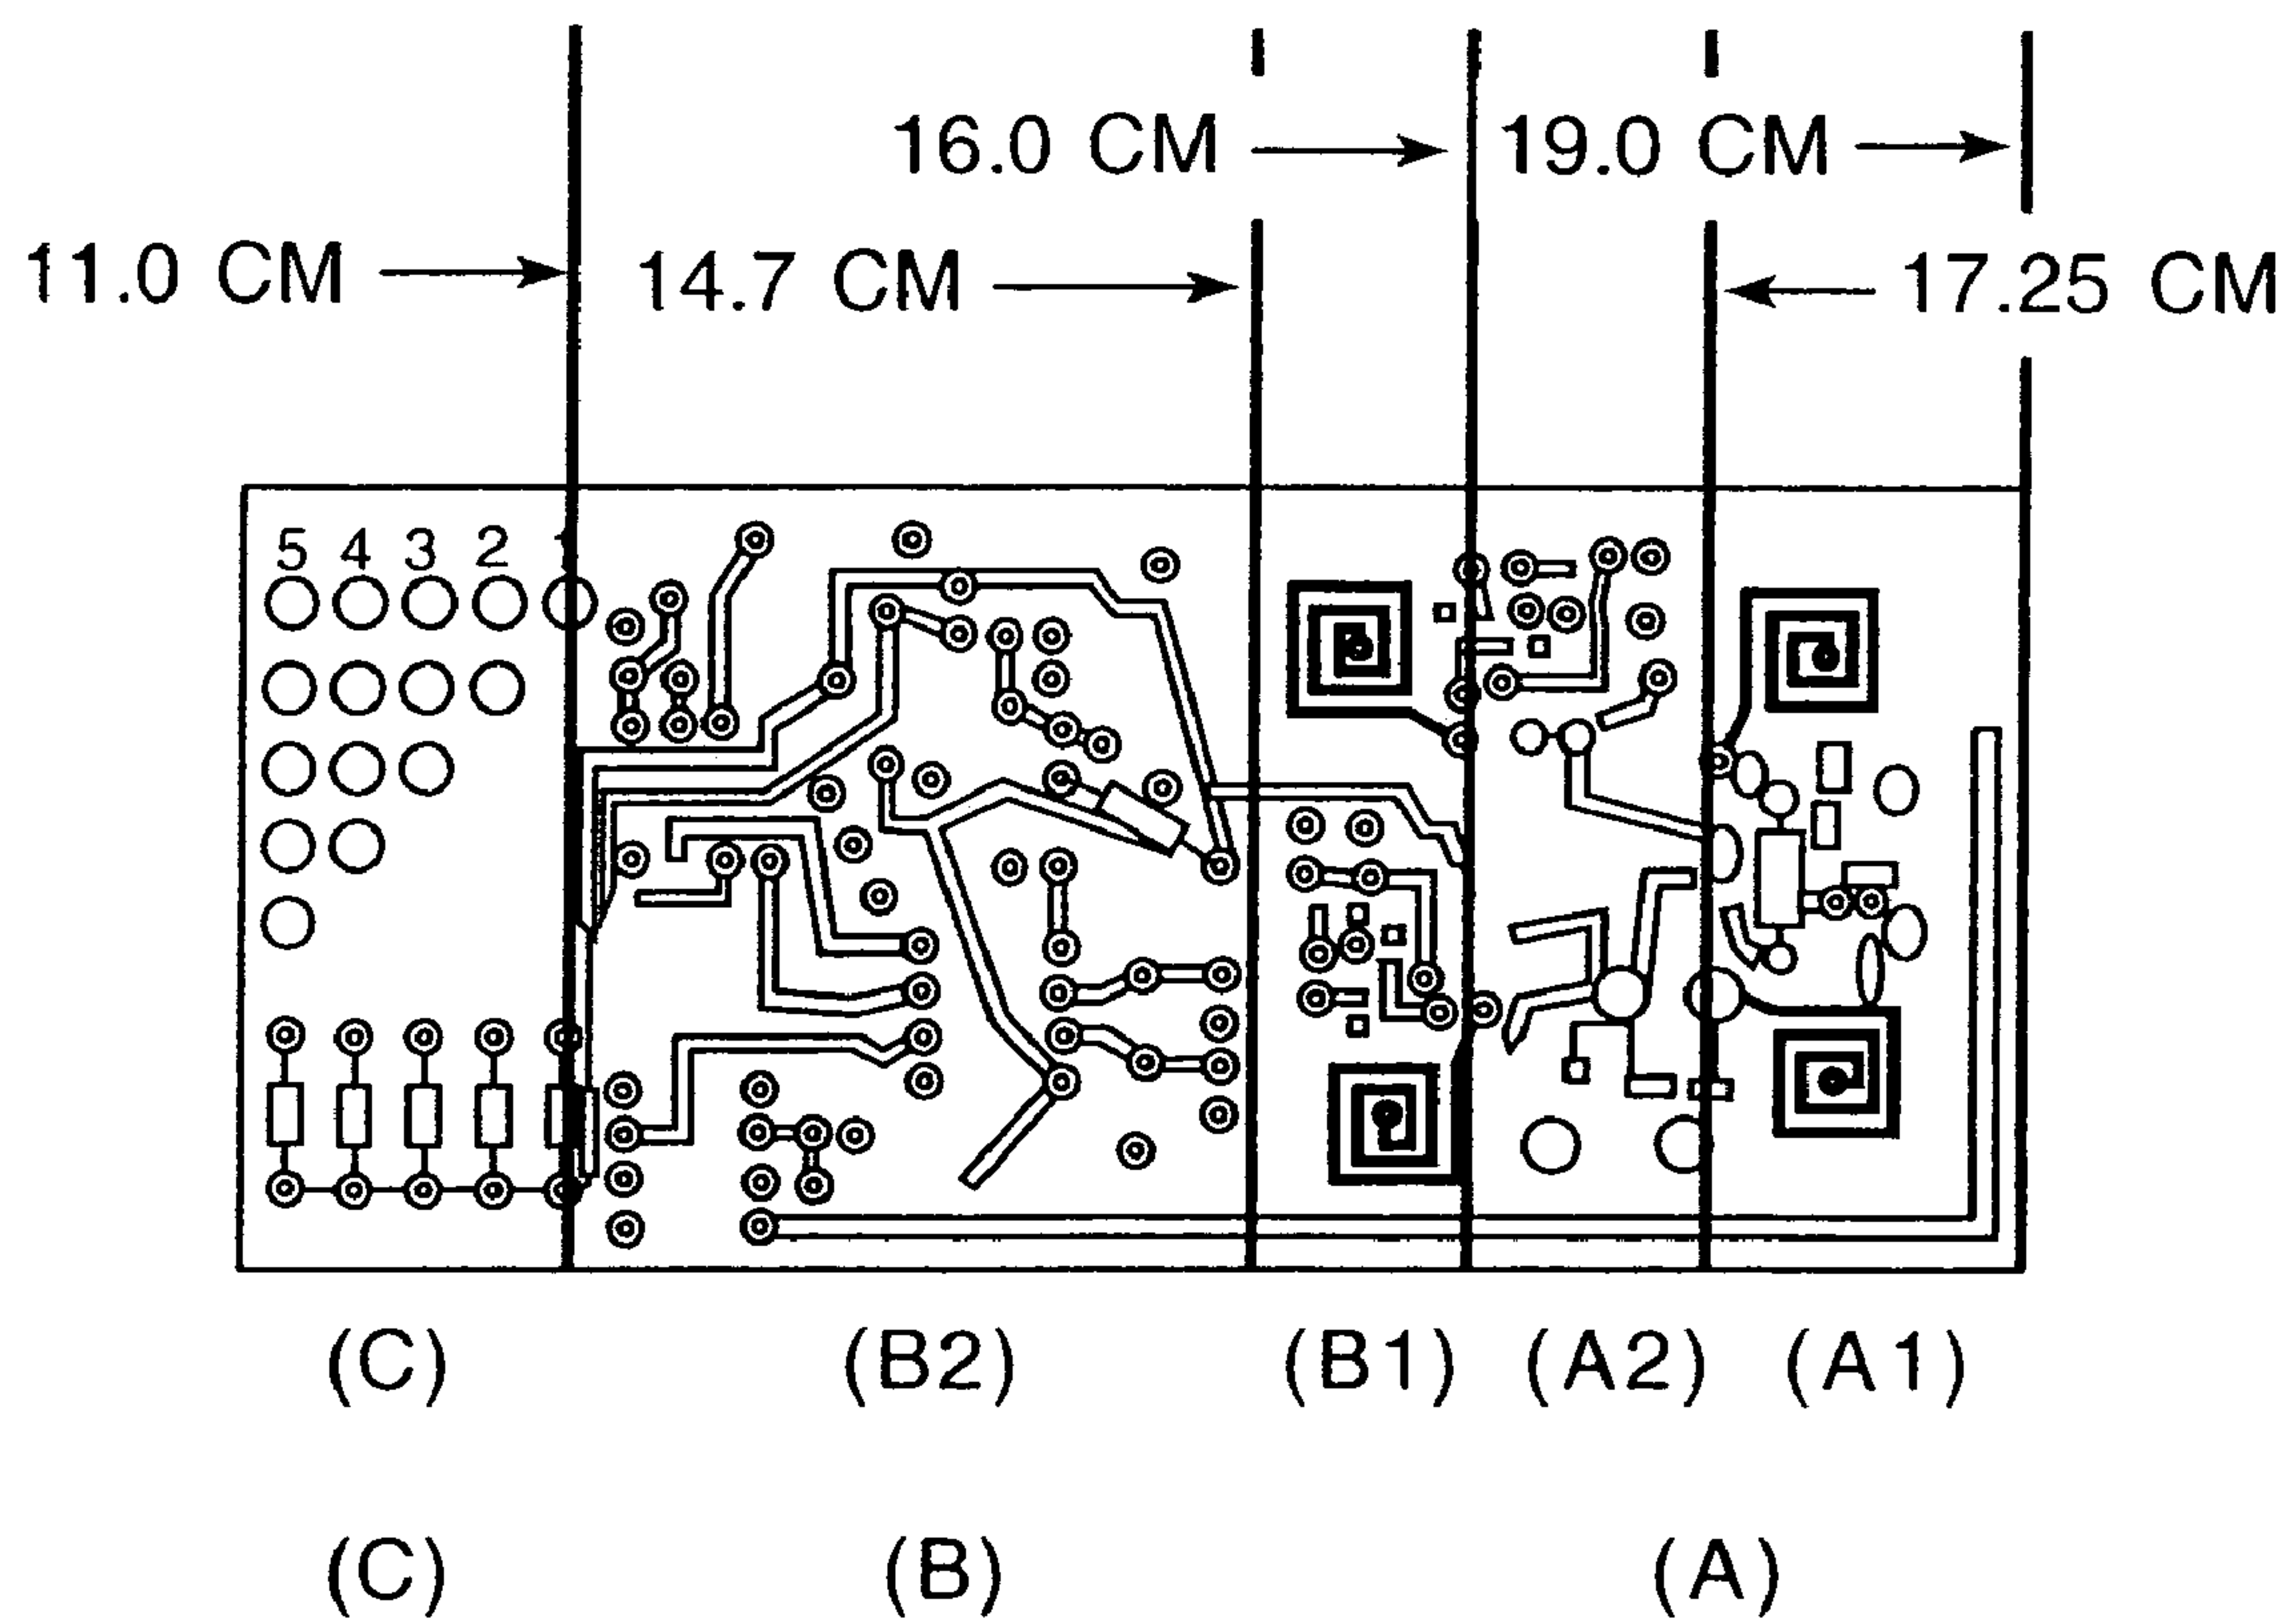 16.0 CM 19.0 CM
11.0 CM 14.7 CM 17.25 CM
5 4 3 2 1
(C) (B2) (B1) (A2) (A1)
(C) (B) (A)